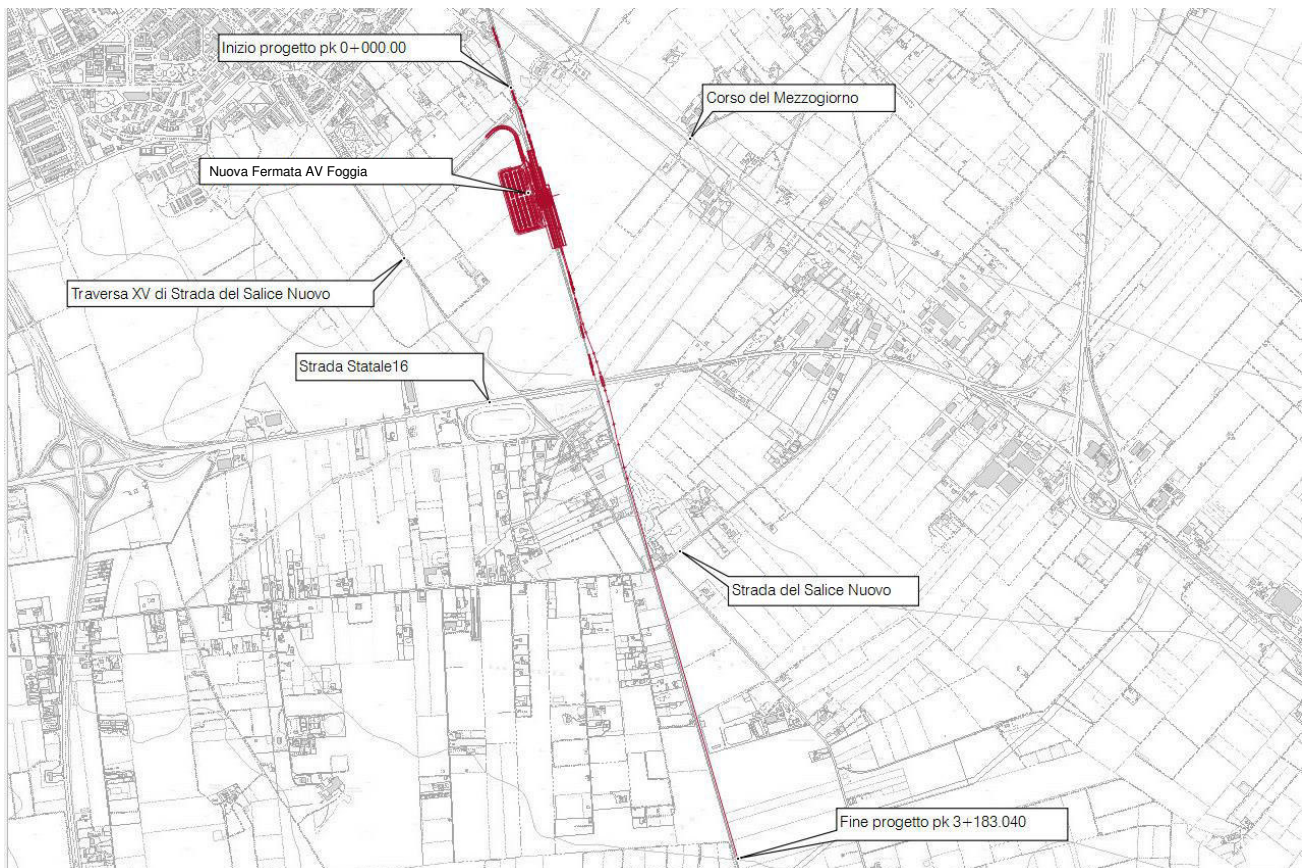 Inizio progetto pk 0+000.00
Corso del Mezzogiorno
Nuova Fermata AV Foggia
Traversa XV di Strada del Salice Nuovo
Strada Statale16
Strada del Salice Nuovo
Fine progetto pk 3+183.040